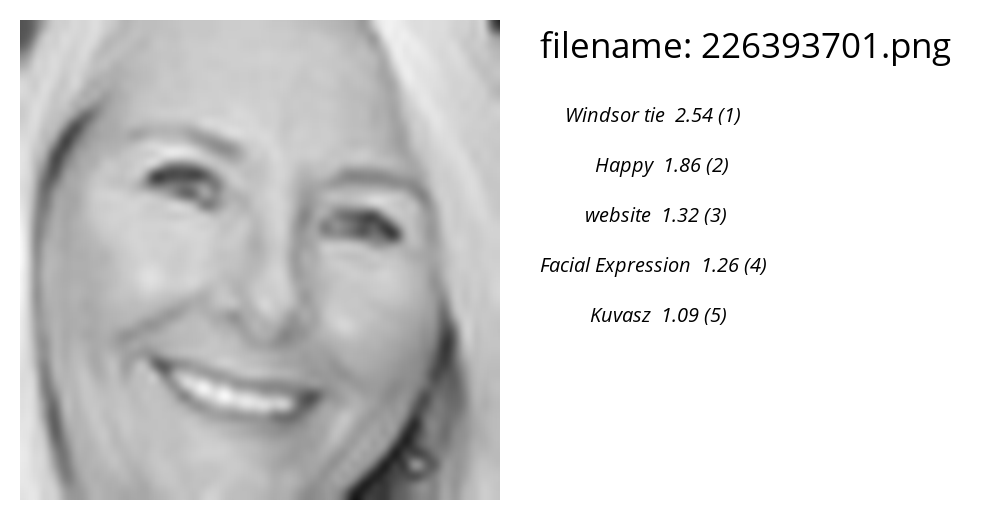 filename: 226393701.png
Windsor tie 2.54 (1)
Happy 1.86 (2)
website 1.32 (3)
Facial Expression 1.26 (4)
Kuvasz 1.09 (5)